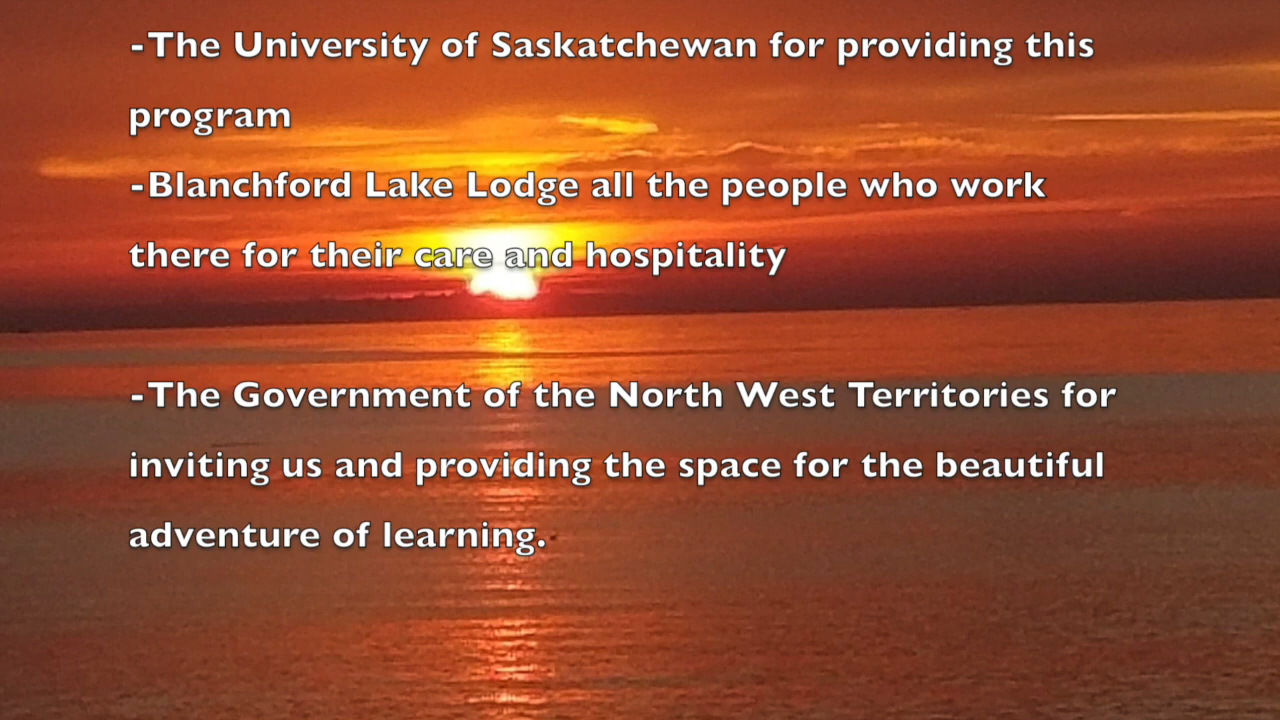 -The University of Saskatchewan for providing this
program
-Blanchford Lake Lodge all the people who work
there for their care and hospitality
-The Government of the North West Territories for
inviting us and providing the space for the beautiful
adventure of learning.